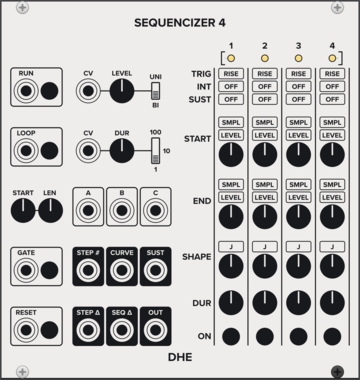 SEQUENCIZER 4
1 2 3 4
TRIG RISE RISE RISE RISE
INT OFF OFF OFF OFF
SUST OFF OFF OFF OFF
RUN CV LEVEL UNI
BI
START SMPL SMPL SMPL SMPL
LEVEL LEVEL LEVEL LEVEL
LOOP CV DUR 100
10
1
END SMPL SMPL SMPL SMPL
LEVEL LEVEL LEVEL LEVEL
START LEN A B C
SHAPE J J J J
GATE STEP # CURVE SUST
DUR
RESET STEP Δ SEQ Δ OUT
ON
DHE